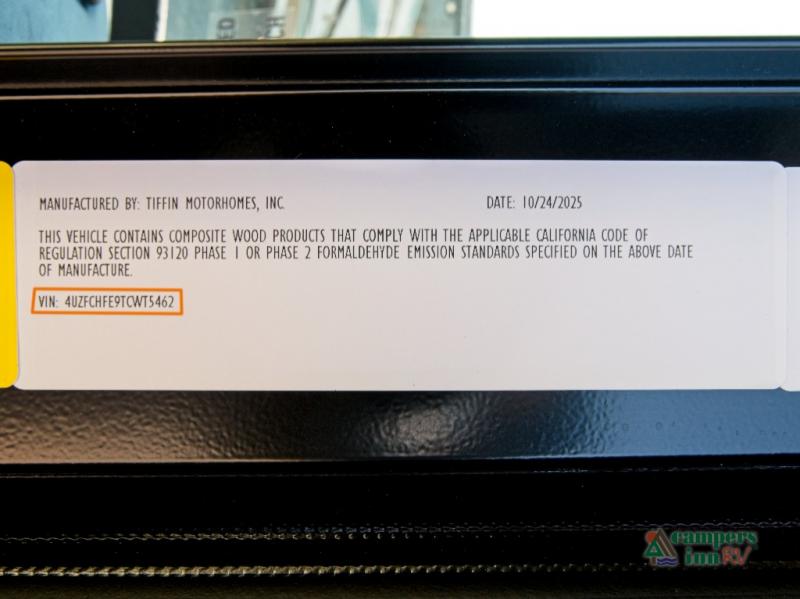 MANUFACTURED BY: TIFFIN MOTORHOMES, INC. DATE: 10/24/2025
THIS VEHICLE CONTAINS COMPOSITE WOOD PRODUCTS THAT COMPLY WITH THE APPLICABLE CALIFORNIA CODE OF
REGULATION SECTION 93120 PHASE 1 OR PHASE 2 FORMALDEHYDE EMISSION STANDARDS SPECIFIED ON THE ABOVE DATE
OF MANUFACTURE.
VIN: 4UZFCHFE9TCWT5462
campers
inn RV